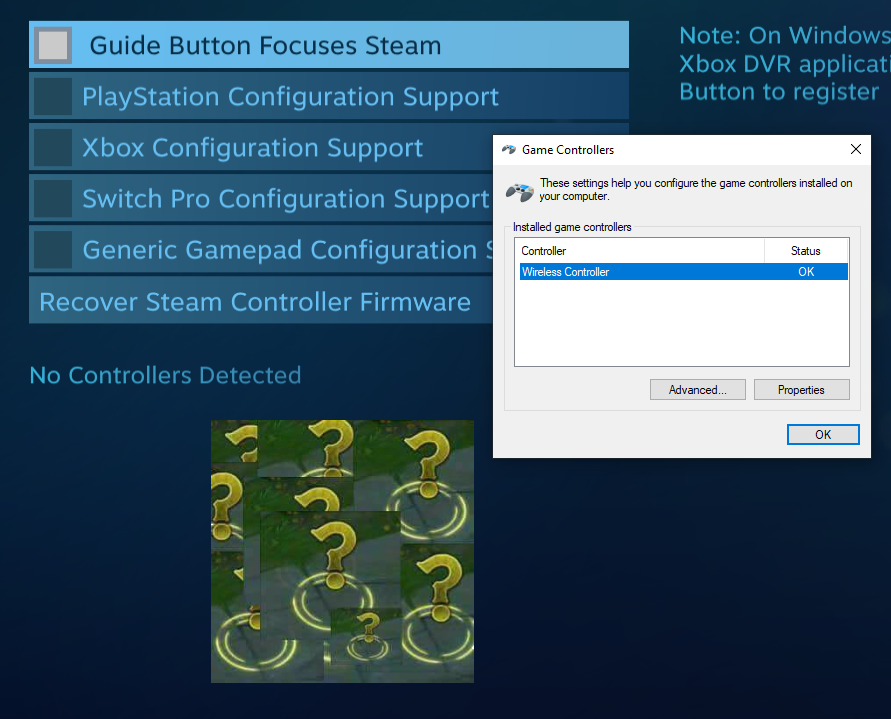 Guide Button Focuses Steam
PlayStation Configuration Support
Xbox Configuration Support
Switch Pro Configuration Support
Generic Gamepad Configuration
Recover Steam Controller Firmware
No Controllers Detected
Note: On Windows
Xbox DVR applicati
Button to register
Game Controllers
These settings help you configure the game controllers installed on
your computer.
Installed game controllers
Controller Status
Wireless Controller OK
Advanced... Properties
OK